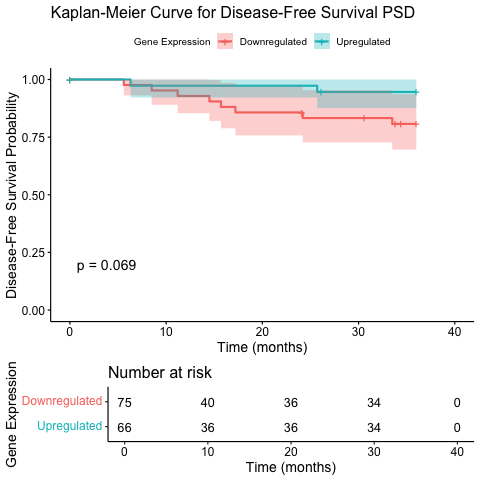 Kaplan-Meier Curve for Disease-Free Survival PSD
Gene Expression Downregulated Upregulated
Disease-Free Survival Probability
1.00
0.75
0.50
0.25
0.00
p = 0.069
0 10 20 30 40
Time (months)
Number at risk
Gene Expression
Downregulated 75 40 36 34 0
Upregulated 66 36 36 34 0
0 10 20 30 40
Time (months)